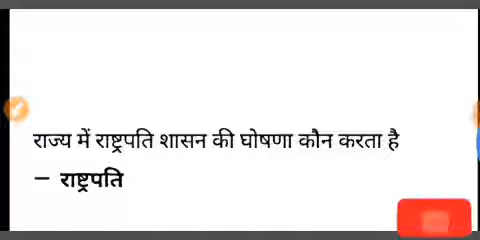 राज्य में राष्ट्रपति शासन की घोषणा कौन करता है
– राष्ट्रपति